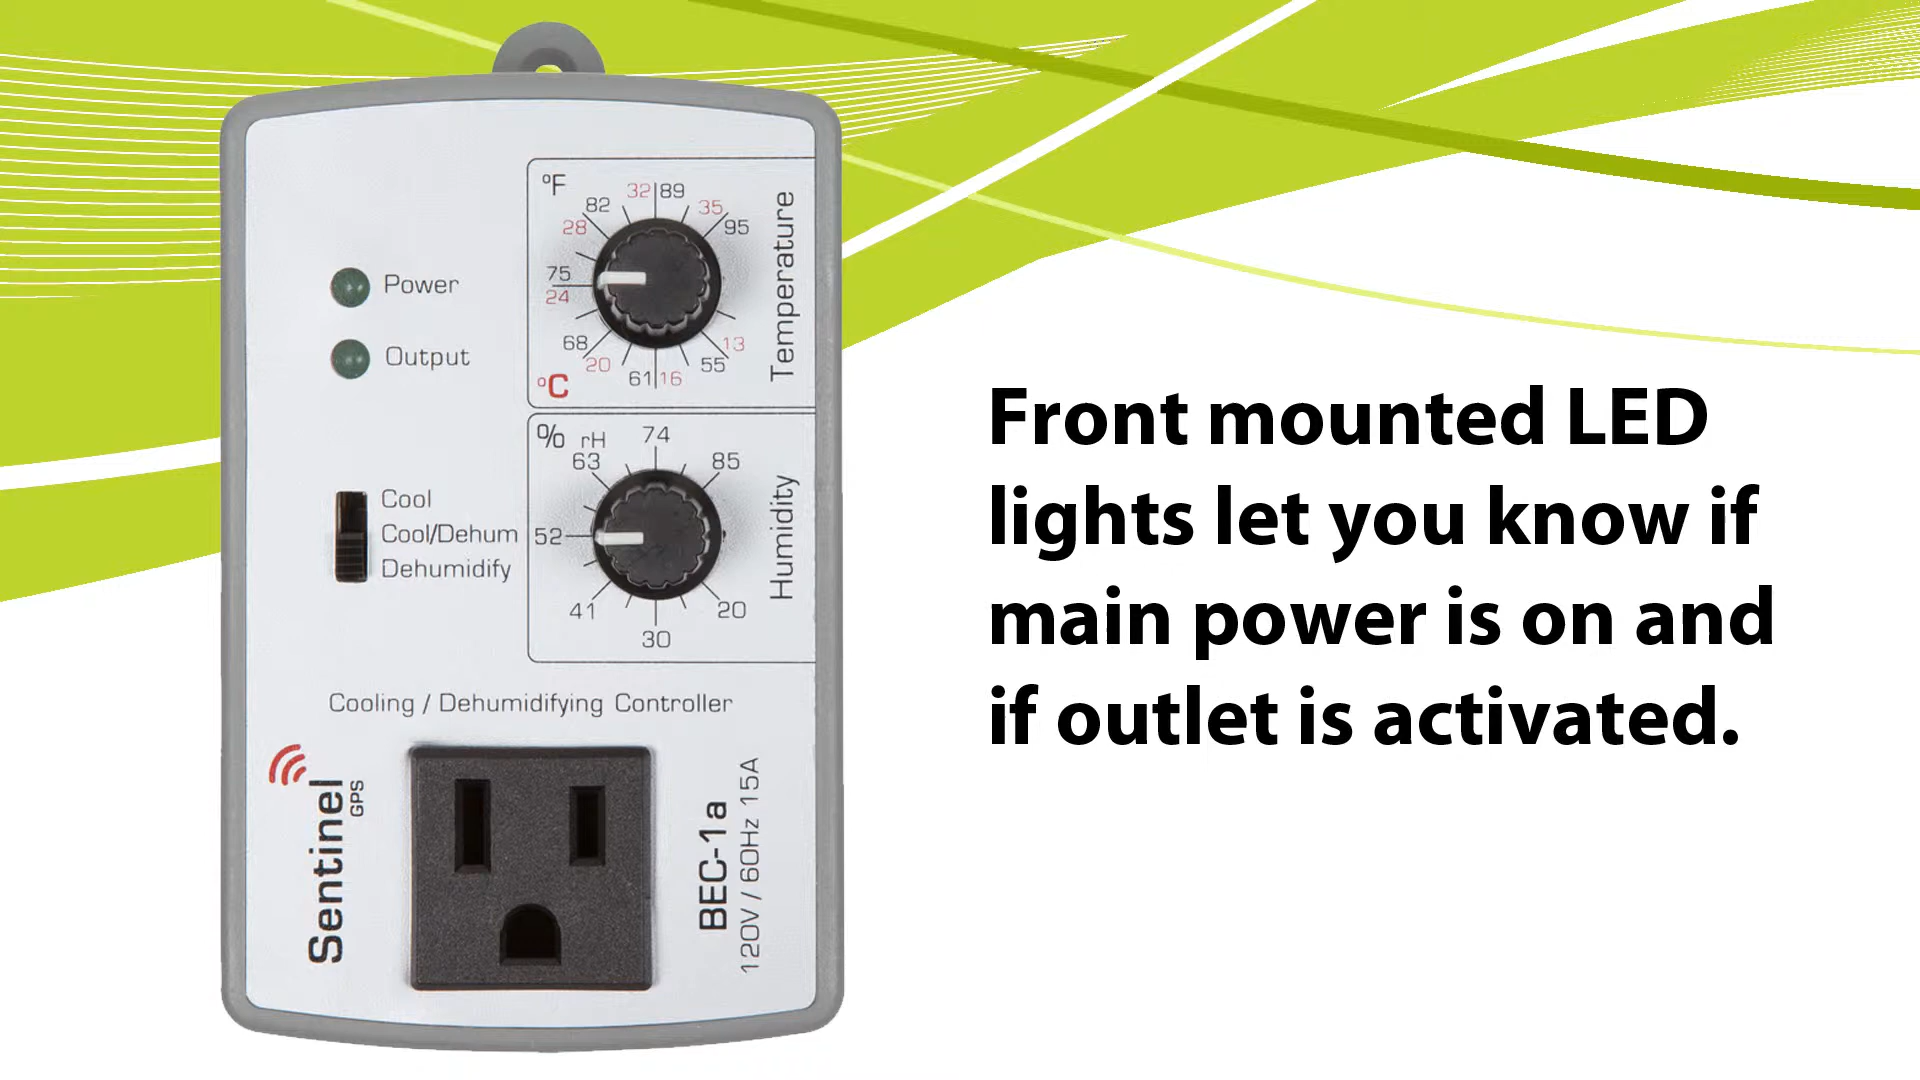 °F
32 89
82 35
28 95
75
24
68 13
20 55
°C 61 16
Temperature
Power
Output
% rH 74
63 85
52
41 20
30
Humidity
Cool
Cool/Dehum
Dehumidify
Cooling / Dehumidifying Controller
Sentinel
GPS
BEC-1a
120V / 60Hz 15A
Front mounted LED
lights let you know if
main power is on and
if outlet is activated.